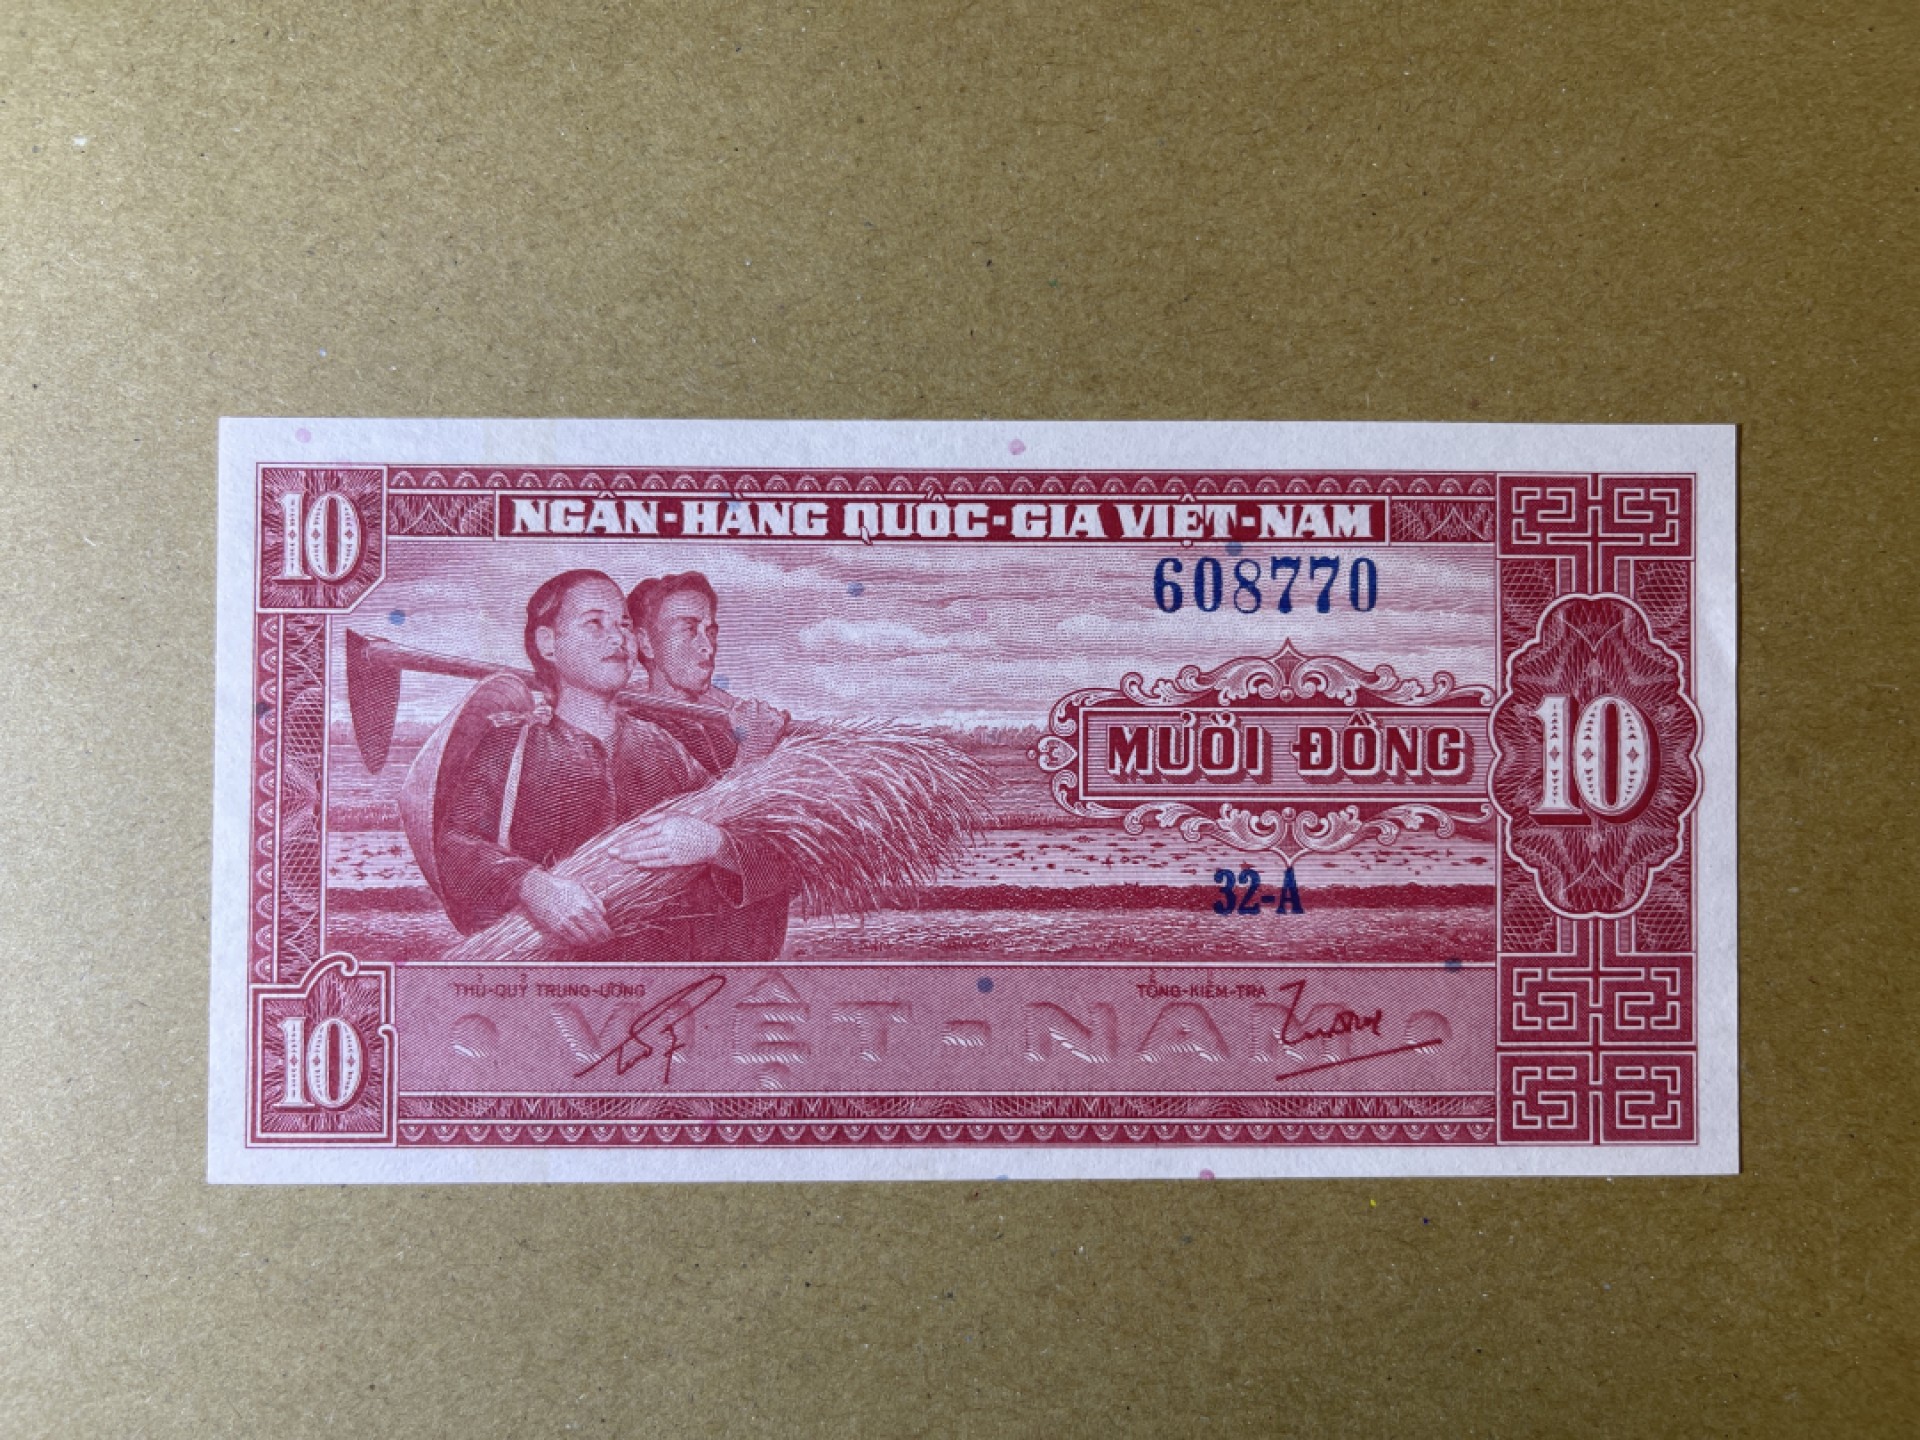 10
NGÂN-HÀNG QUỐC-GIA VIỆT-NAM
608770
MƯỜI ĐỒNG
10
32-A
THỦ-QUỸ TRUNG-ƯƠNG
TỔNG-KIỂM-TRA
VIỆT-NAM
10